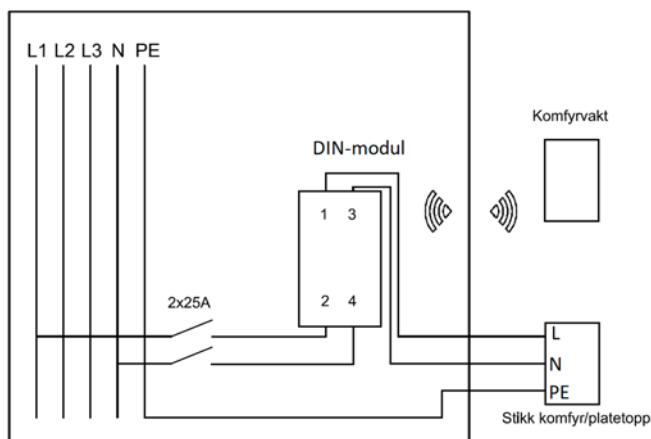 L1 L2 L3 N PE
Komfyrvakt
DIN-modul
1 3
2 4
2x25A
L
N
PE
Stikk komfyr/platetopp